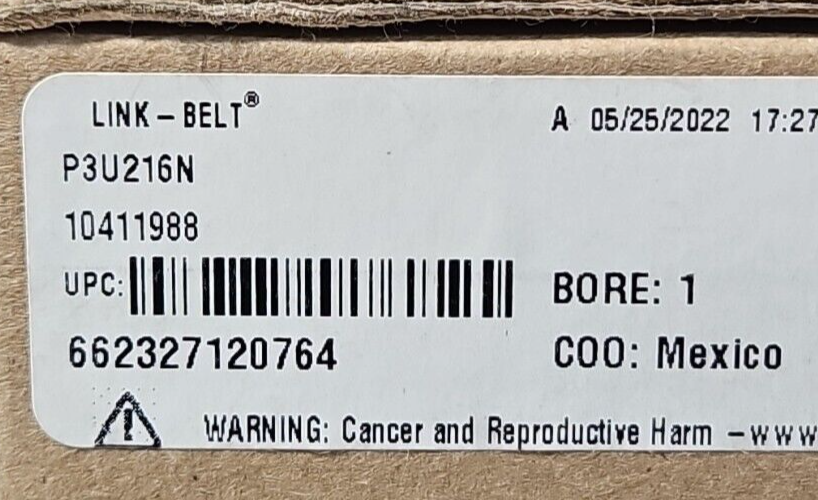 LINK-BELT®
A 05/25/2022 17:27
P3U216N
10411988
UPC:
BORE: 1
662327120764
COO: Mexico
WARNING: Cancer and Reproductive Harm -www